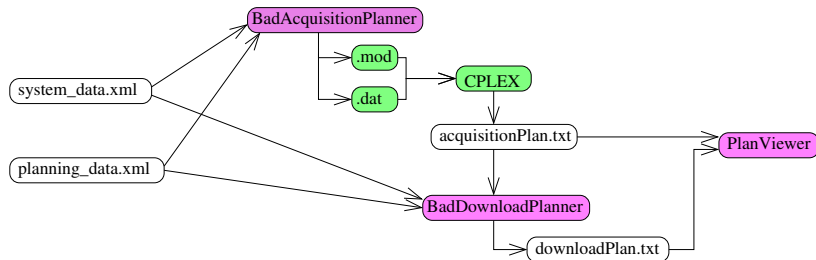 BadAcquisitionPlanner
.mod
system_data.xml
CPLEX
.dat
acquisitionPlan.txt
PlanViewer
planning_data.xml
BadDownloadPlanner
downloadPlan.txt